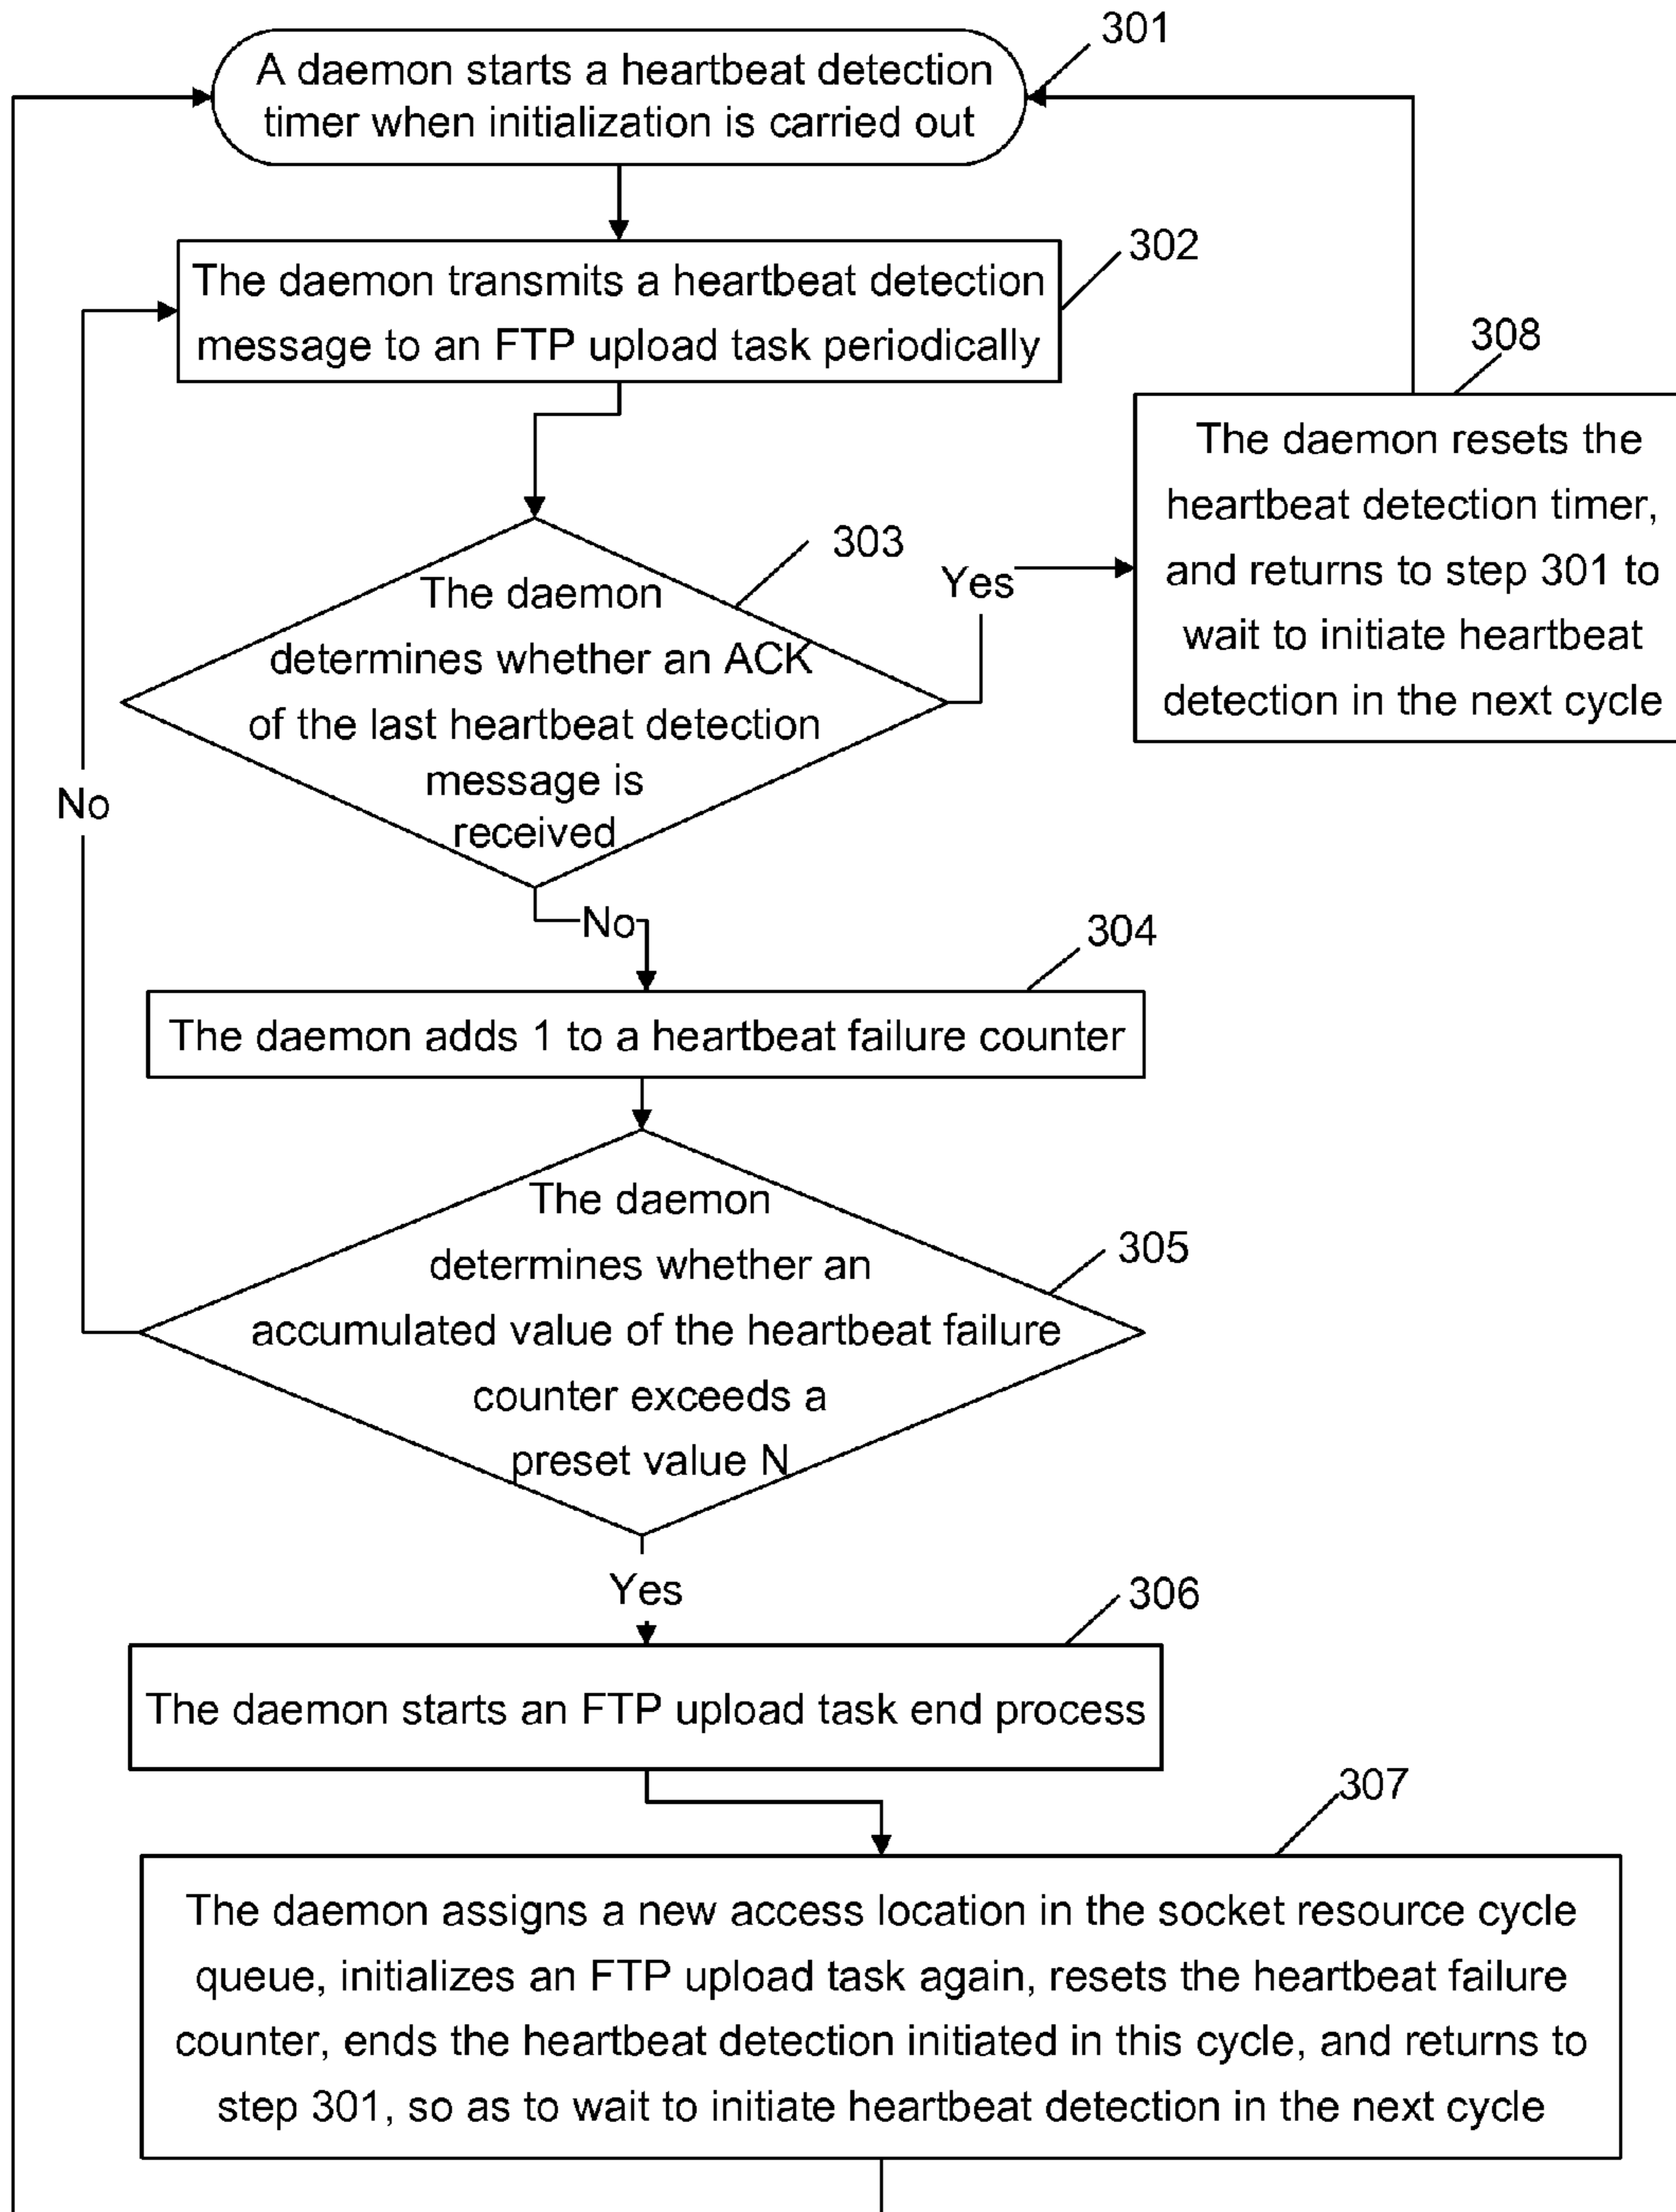 301
A daemon starts a heartbeat detection
timer when initialization is carried out
302
The daemon transmits a heartbeat detection
message to an FTP upload task periodically
308
The daemon resets the
heartbeat detection timer,
and returns to step 301 to
wait to initiate heartbeat
detection in the next cycle
303
Yes
The daemon
determines whether an ACK
of the last heartbeat detection
message is
received
No
No
304
The daemon adds 1 to a heartbeat failure counter
305
The daemon
determines whether an
accumulated value of the heartbeat failure
counter exceeds a
preset value N
Yes
306
The daemon starts an FTP upload task end process
307
The daemon assigns a new access location in the socket resource cycle
queue, initializes an FTP upload task again, resets the heartbeat failure
counter, ends the heartbeat detection initiated in this cycle, and returns to
step 301, so as to wait to initiate heartbeat detection in the next cycle